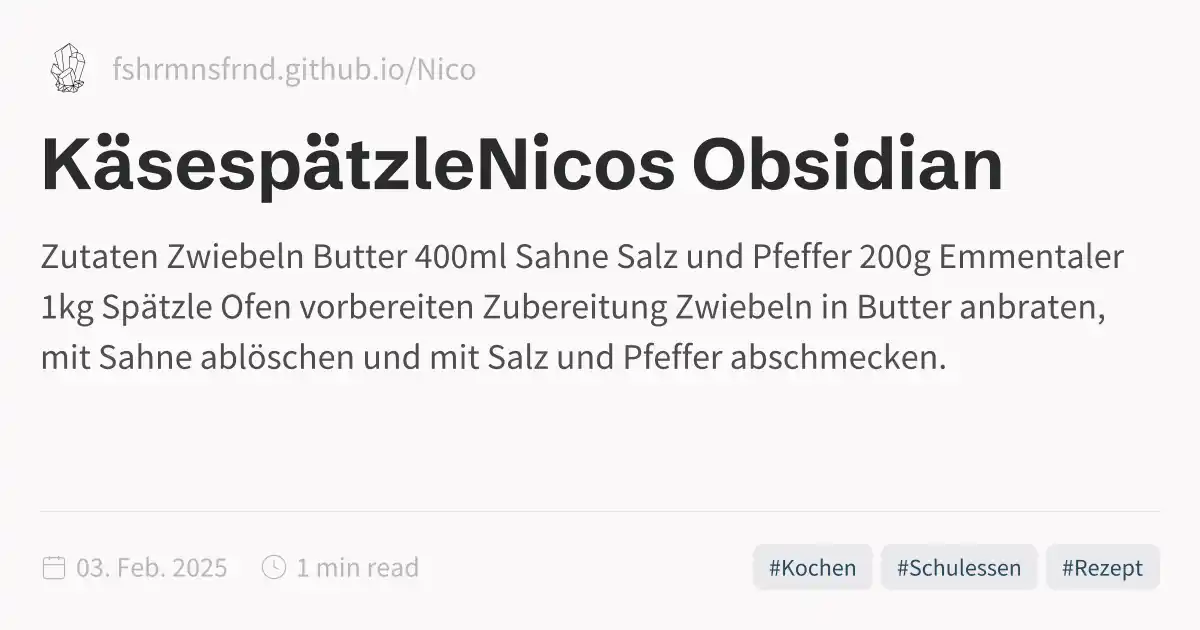 fshrmnsfrnd.github.io/Nico
KäsespätzleNicos Obsidian
Zutaten Zwiebeln Butter 400ml Sahne Salz und Pfeffer 200g Emmentaler
1kg Spätzle Ofen vorbereiten Zubereitung Zwiebeln in Butter anbraten,
mit Sahne ablöschen und mit Salz und Pfeffer abschmecken.
03. Feb. 2025 1 min read #Kochen #Schulessen #Rezept